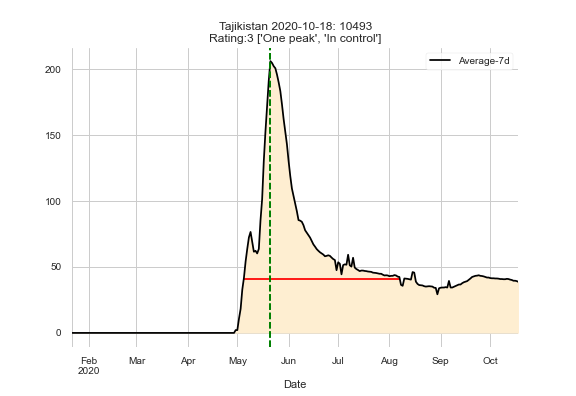 Tajikistan 2020-10-18: 10493
Rating:3 ['One peak', 'In control']
Average-7d
200
150
100
50
0
Feb Mar Apr May Jun Jul Aug Sep Oct
2020
Date